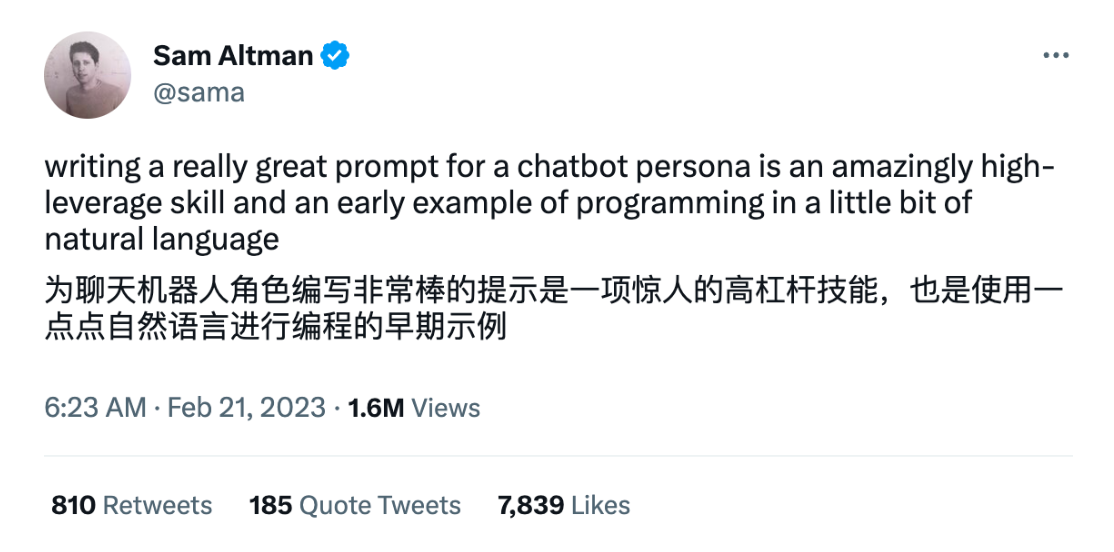 Sam Altman
@sama
writing a really great prompt for a chatbot persona is an amazingly high-
leverage skill and an early example of programming in a little bit of
natural language
为聊天机器人角色编写非常棒的提示是一项惊人的高杠杆技能，也是使用一
点点自然语言进行编程的早期示例
6:23 AM · Feb 21, 2023 · 1.6M Views
810 Retweets 185 Quote Tweets 7,839 Likes